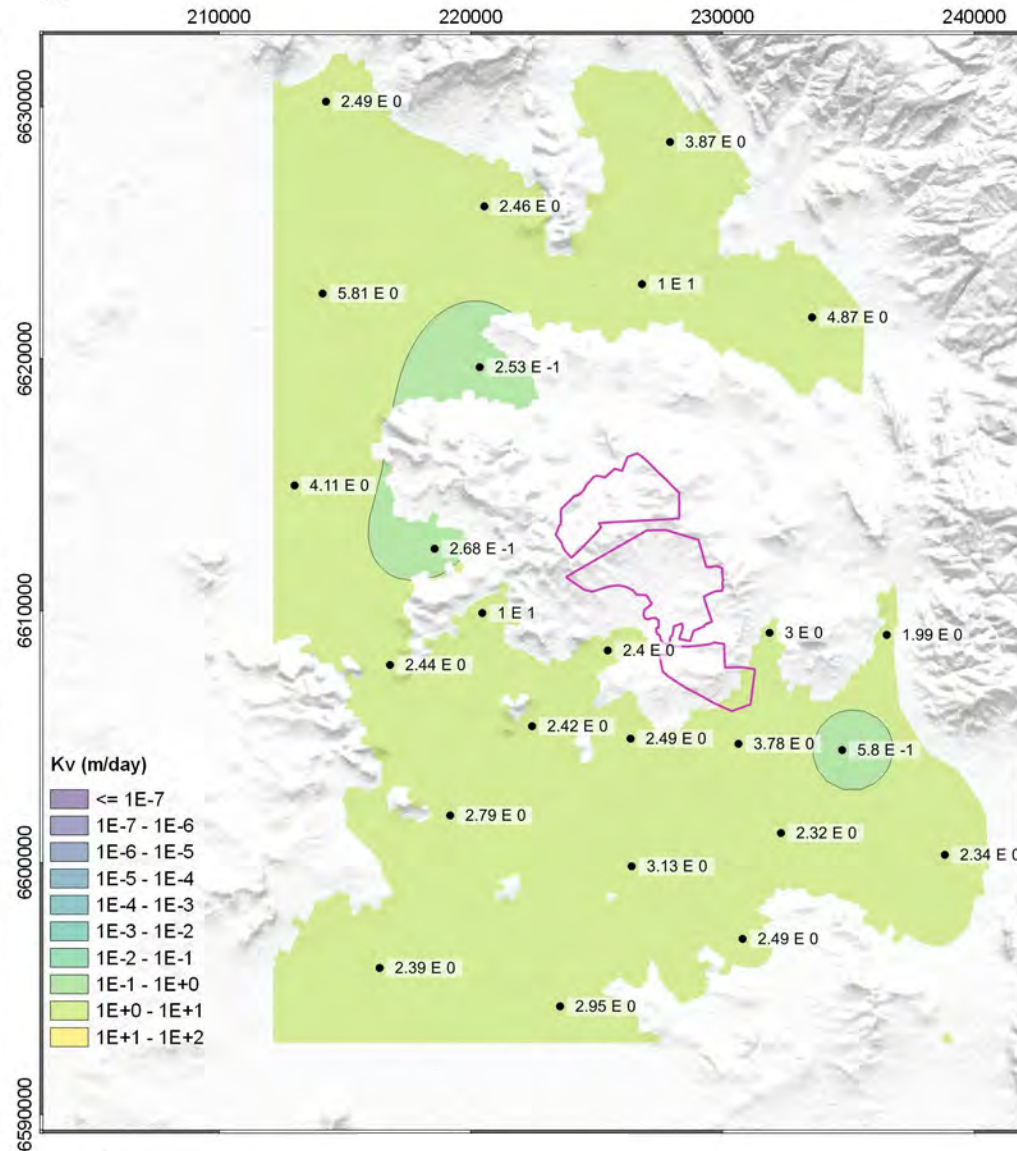 210000 220000 230000 240000
6630000
6620000
6610000
6600000
6590000
2.49 E 0
3.87 E 0
2.46 E 0
1 E 1
5.81 E 0
4.87 E 0
2.53 E -1
4.11 E 0
2.68 E -1
1 E 1
3 E 0
1.99 E 0
2.4 E 0
2.44 E 0
2.42 E 0
2.49 E 0
3.78 E 0
5.8 E -1
2.79 E 0
2.32 E 0
2.34 E 0
3.13 E 0
2.49 E 0
2.39 E 0
2.95 E 0
Kv (m/day)
<= 1E-7
1E-7 - 1E-6
1E-6 - 1E-5
1E-5 - 1E-4
1E-4 - 1E-3
1E-3 - 1E-2
1E-2 - 1E-1
1E-1 - 1E+0
1E+0 - 1E+1
1E+1 - 1E+2